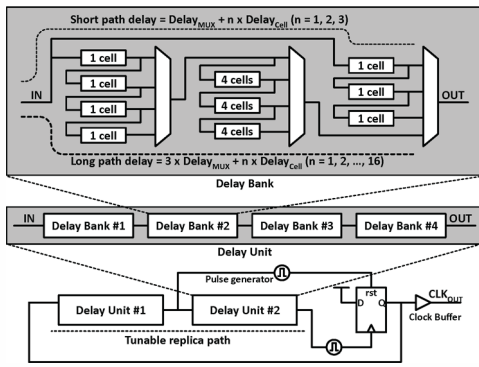 Short path delay = Delay_MUX + n x Delay_Cell (n = 1, 2, 3)
1 cell
1 cell
1 cell
1 cell
4 cells
4 cells
4 cells
1 cell
1 cell
1 cell
IN
OUT
Long path delay = 3 x Delay_MUX + n x Delay_Cell (n = 1, 2, ..., 16)
Delay Bank
IN
Delay Bank #1
Delay Bank #2
Delay Bank #3
Delay Bank #4
OUT
Delay Unit
Pulse generator
Delay Unit #1
Delay Unit #2
rst
D
Q
CLK_OUT
Clock Buffer
Tunable replica path